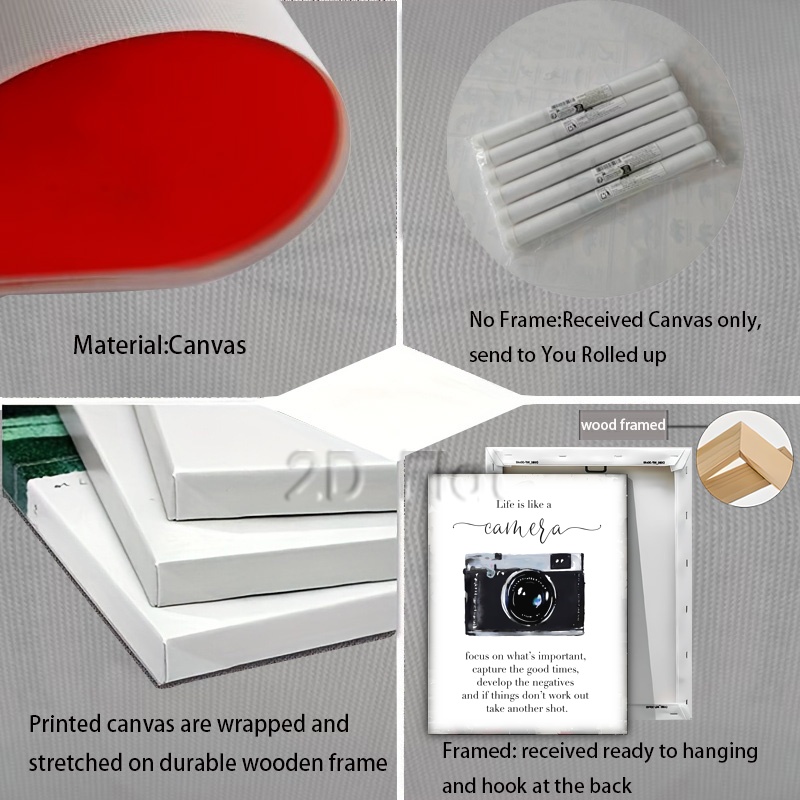 Material:Canvas
No Frame:Received Canvas only,
send to You Rolled up
wood framed
2D Flat
Life is like a
camera
focus on what's important,
capture the good times,
develop the negatives
and if things don't work out
take another shot.
Printed canvas are wrapped and
stretched on durable wooden frame
Framed: received ready to hanging
and hook at the back